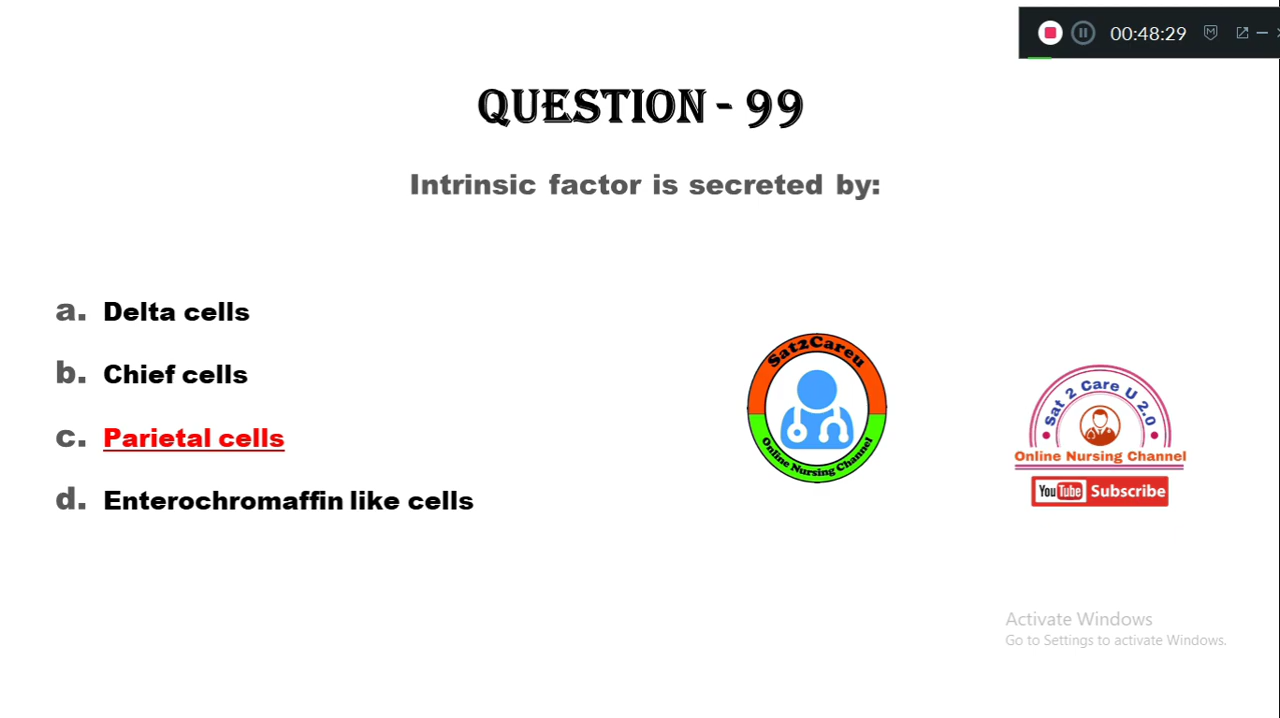 00:48:29
QUESTION - 99
Intrinsic factor is secreted by:
a. Delta cells
b. Chief cells
c. Parietal cells
d. Enterochromaffin like cells
Sat2Careu
Online Nursing Channel
Sat 2 Care U 2.0
Online Nursing Channel
YouTube Subscribe
Activate Windows
Go to Settings to activate Windows.